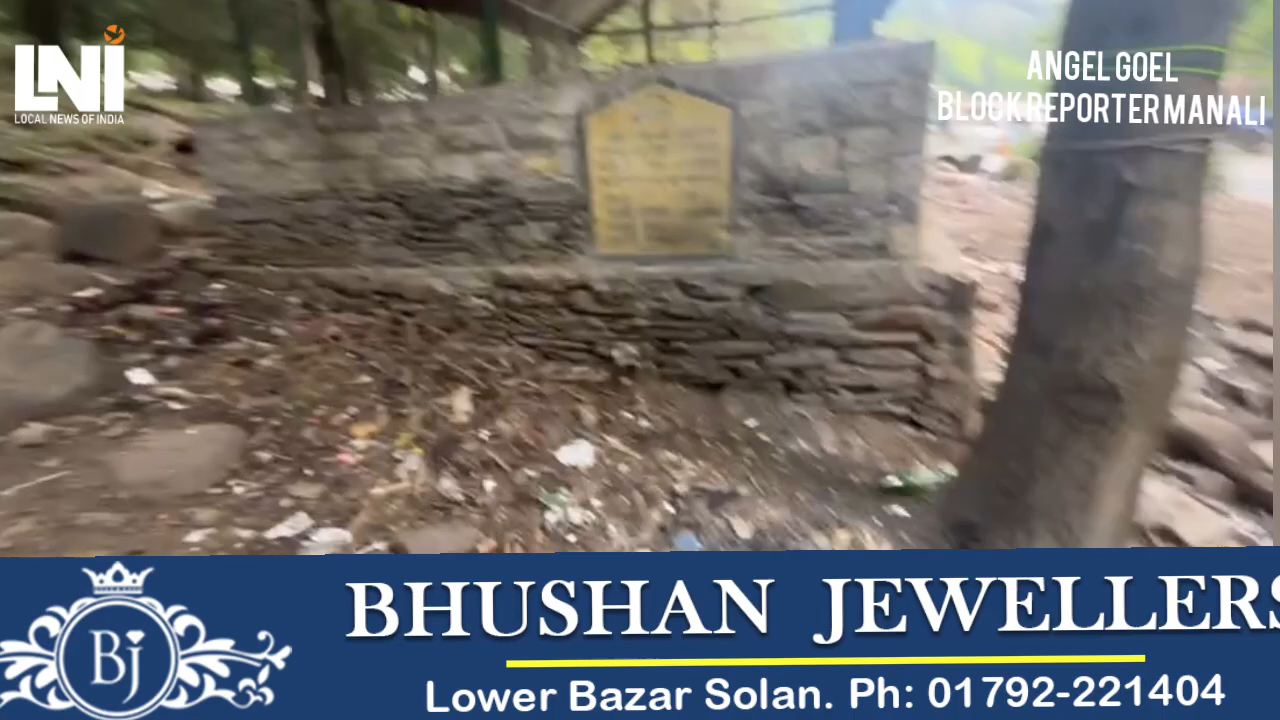 LNI
LOCAL NEWS OF INDIA
ANGEL GOEL
BLOCK REPORTER MANALI
BJ
BHUSHAN JEWELLERS
Lower Bazar Solan. Ph: 01792-221404